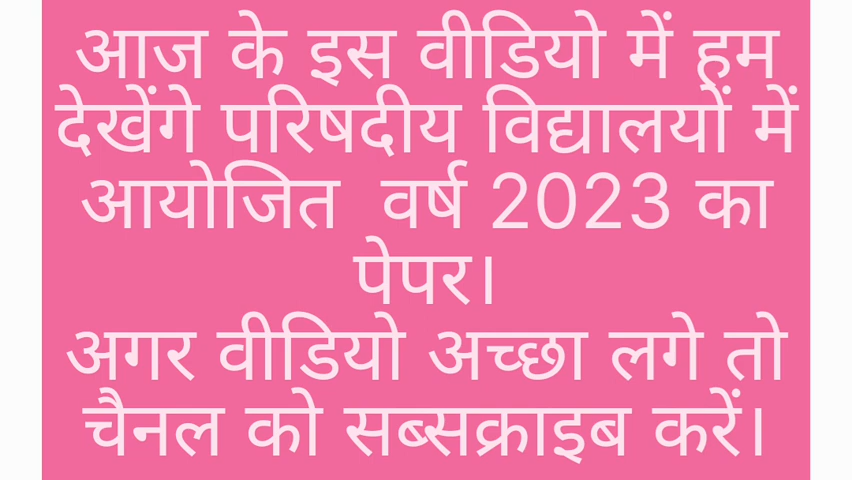 आज के इस वीडियो में हम
देखेंगे परिषदीय विद्यालयों में
आयोजित वर्ष 2023 का
पेपर।
अगर वीडियो अच्छा लगे तो
चैनल को सब्सक्राइब करें।